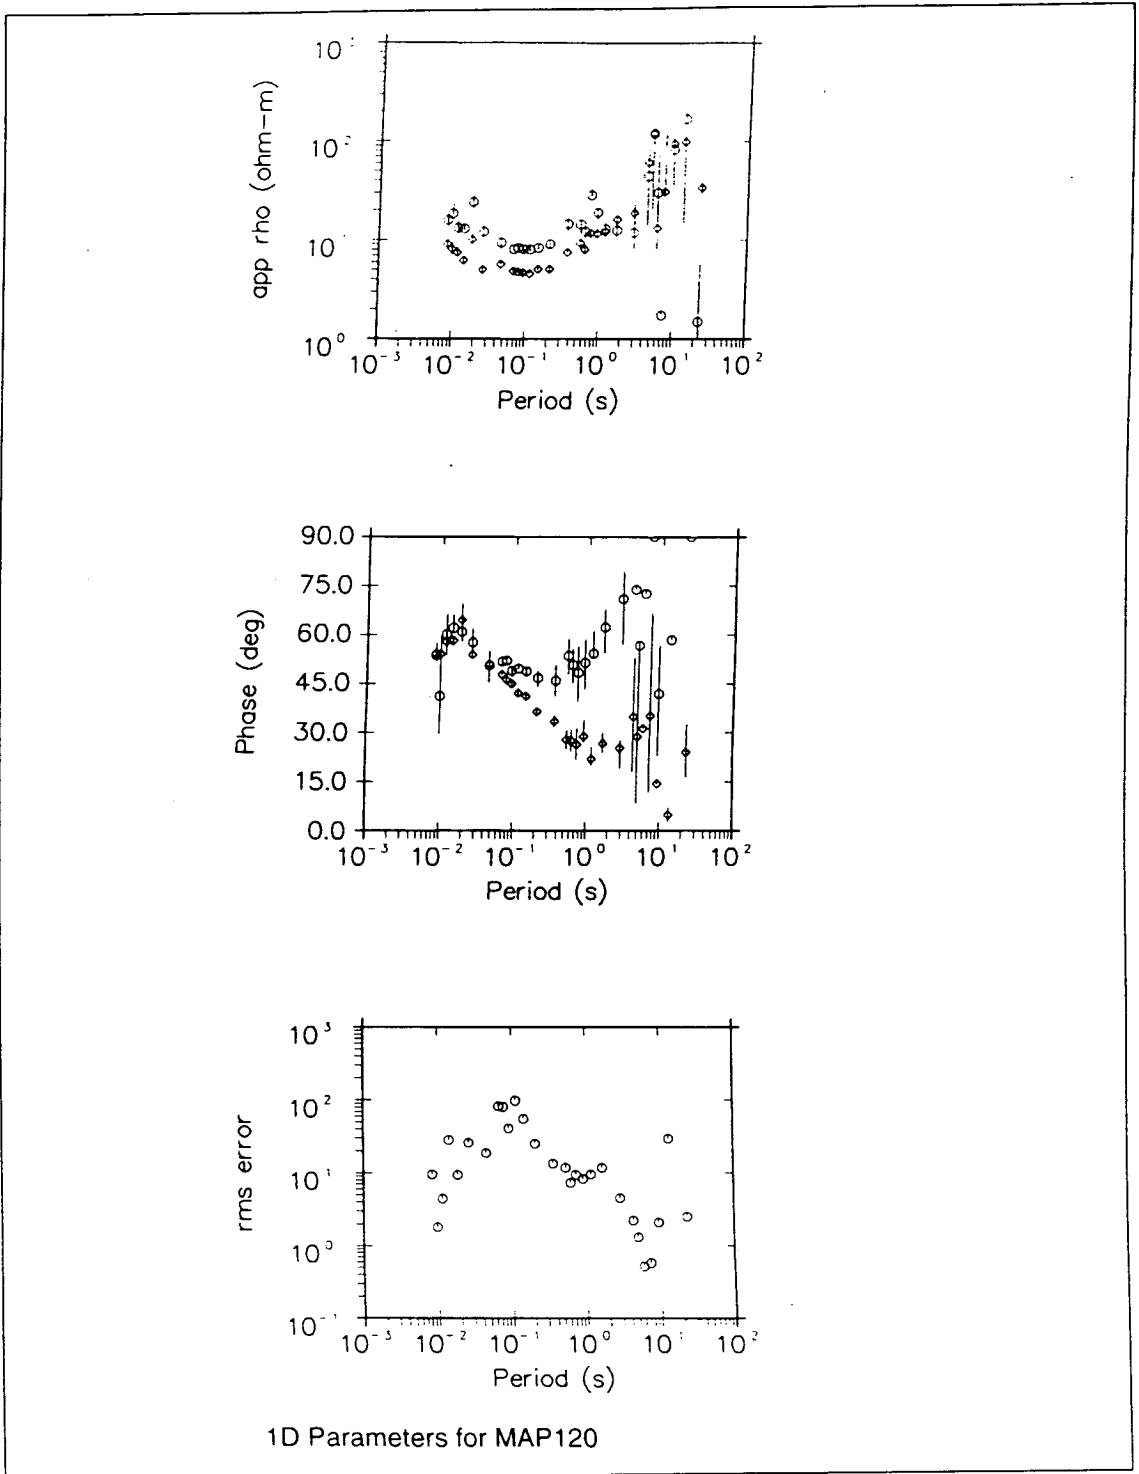 app rho (ohm-m)
10⁰
10⁻³ 10⁻² 10⁻¹ 10⁰ 10¹ 10²
Period (s)
Phase (deg)
90.0
75.0
60.0
45.0
30.0
15.0
0.0
10⁻³ 10⁻² 10⁻¹ 10⁰ 10¹ 10²
Period (s)
rms error
10³
10²
10¹
10⁰
10⁻¹
10⁻³ 10⁻² 10⁻¹ 10⁰ 10¹ 10²
Period (s)
1D Parameters for MAP120